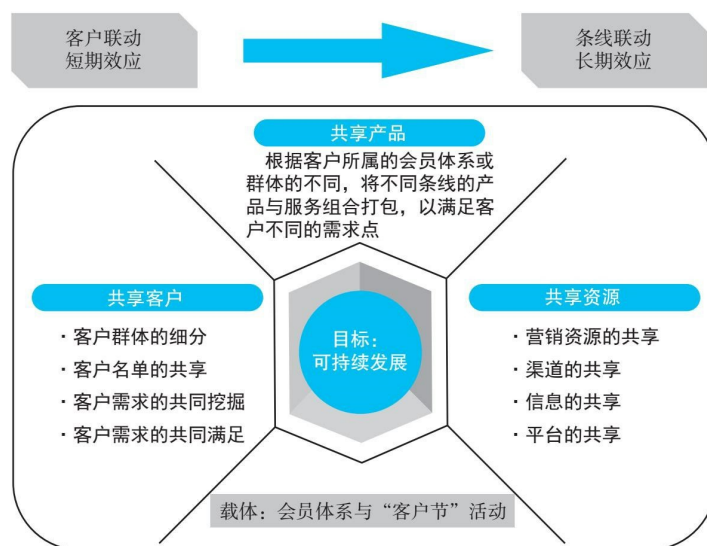 客户联动
短期效应
条线联动
长期效应
共享产品
根据客户所属的会员体系或
群体的不同，将不同条线的产
品与服务组合打包，以满足客
户不同的需求点
共享客户
·客户群体的细分
·客户名单的共享
·客户需求的共同挖掘
·客户需求的共同满足
目标：
可持续发展
共享资源
·营销资源的共享
·渠道的共享
·信息的共享
·平台的共享
载体：会员体系与“客户节”活动